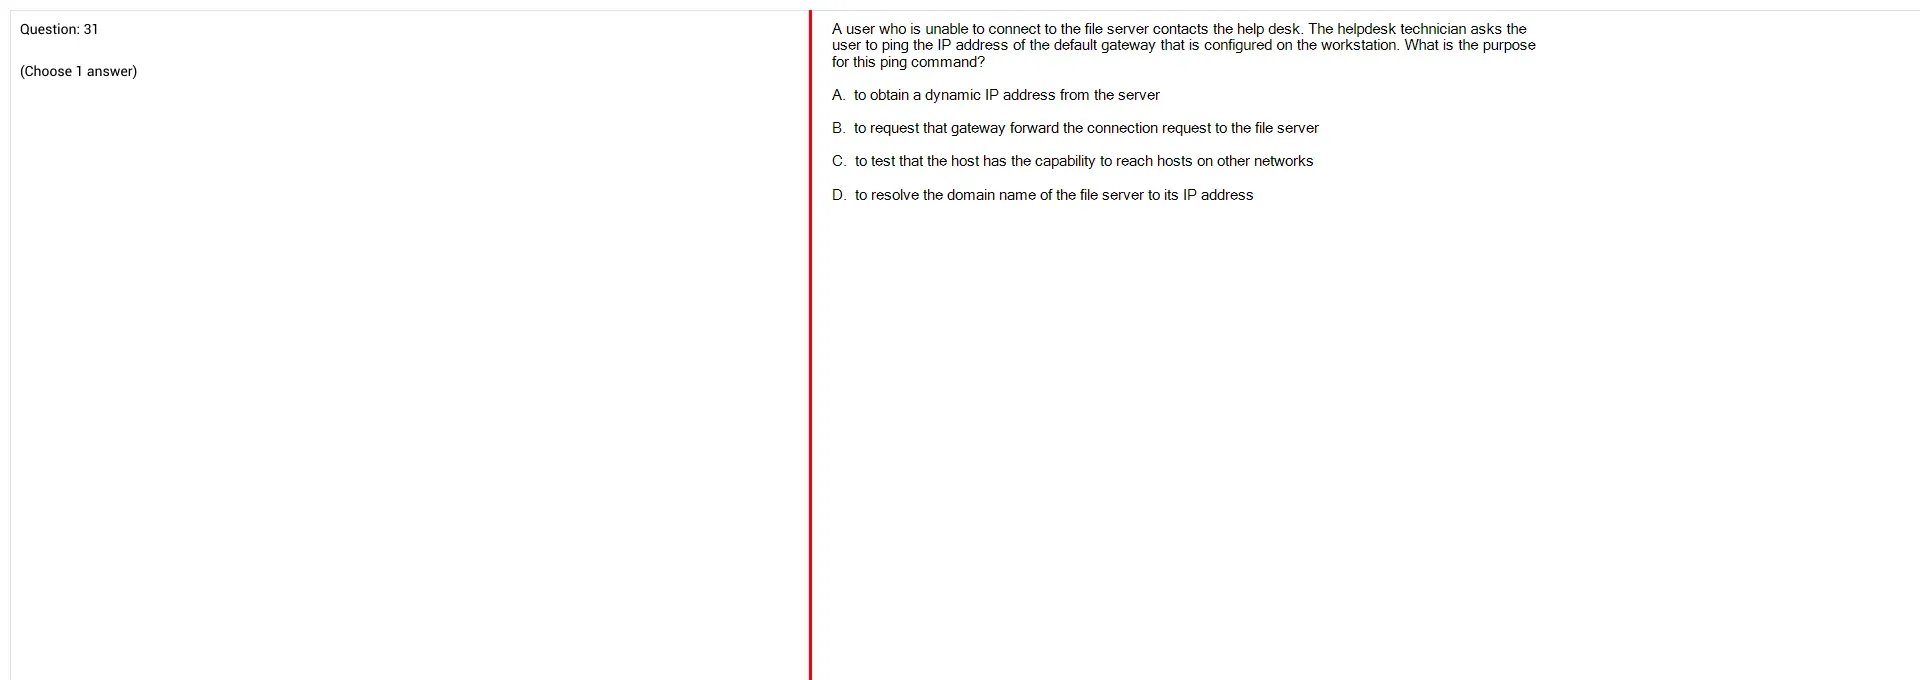 Question: 31
(Choose 1 answer)
A user who is unable to connect to the file server contacts the help desk. The helpdesk technician asks the
user to ping the IP address of the default gateway that is configured on the workstation. What is the purpose
for this ping command?
A. to obtain a dynamic IP address from the server
B. to request that gateway forward the connection request to the file server
C. to test that the host has the capability to reach hosts on other networks
D. to resolve the domain name of the file server to its IP address